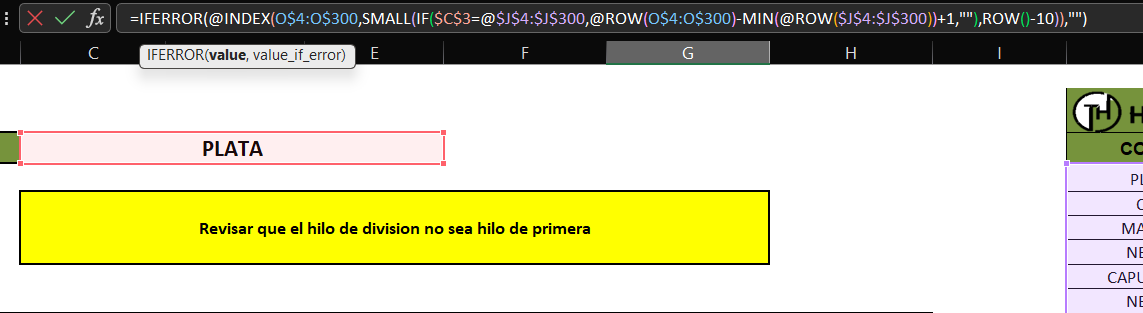 fx =IFERROR(@INDEX(O$4:O$300,SMALL(IF($C$3=@$J$4:$J$300,@ROW(O$4:O$300)-MIN(@ROW($J$4:$J$300))+1,""),ROW()-10)),"")
C E F G H I
IFERROR(value, value_if_error)
TH H
PLATA CO
PL
C
Revisar que el hilo de division no sea hilo de primera MA
NE
CAPU
NE